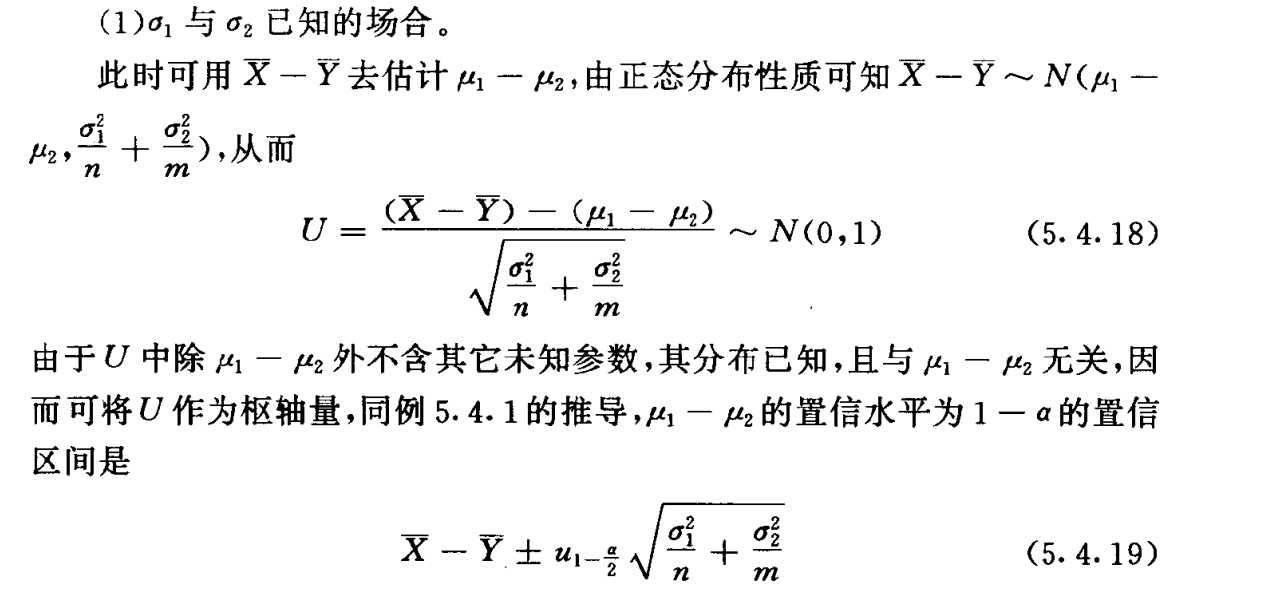 (1)σ₁ 与 σ₂ 已知的场合。
此时可用 X̅ − Y̅ 去估计 μ₁ − μ₂,由正态分布性质可知 X̅ − Y̅ ~ N(μ₁ −
μ₂, σ₁²/n + σ₂²/m),从而
U = ((X̅ − Y̅) − (μ₁ − μ₂)) / √(σ₁²/n + σ₂²/m) ~ N(0,1) (5.4.18)
由于 U 中除 μ₁ − μ₂ 外不含其它未知参数,其分布已知,且与 μ₁ − μ₂ 无关,因
而可将 U 作为枢轴量,同例 5.4.1 的推导,μ₁ − μ₂ 的置信水平为 1 − α 的置信
区间是
X̅ − Y̅ ± u_{1−α/2} √(σ₁²/n + σ₂²/m) (5.4.19)